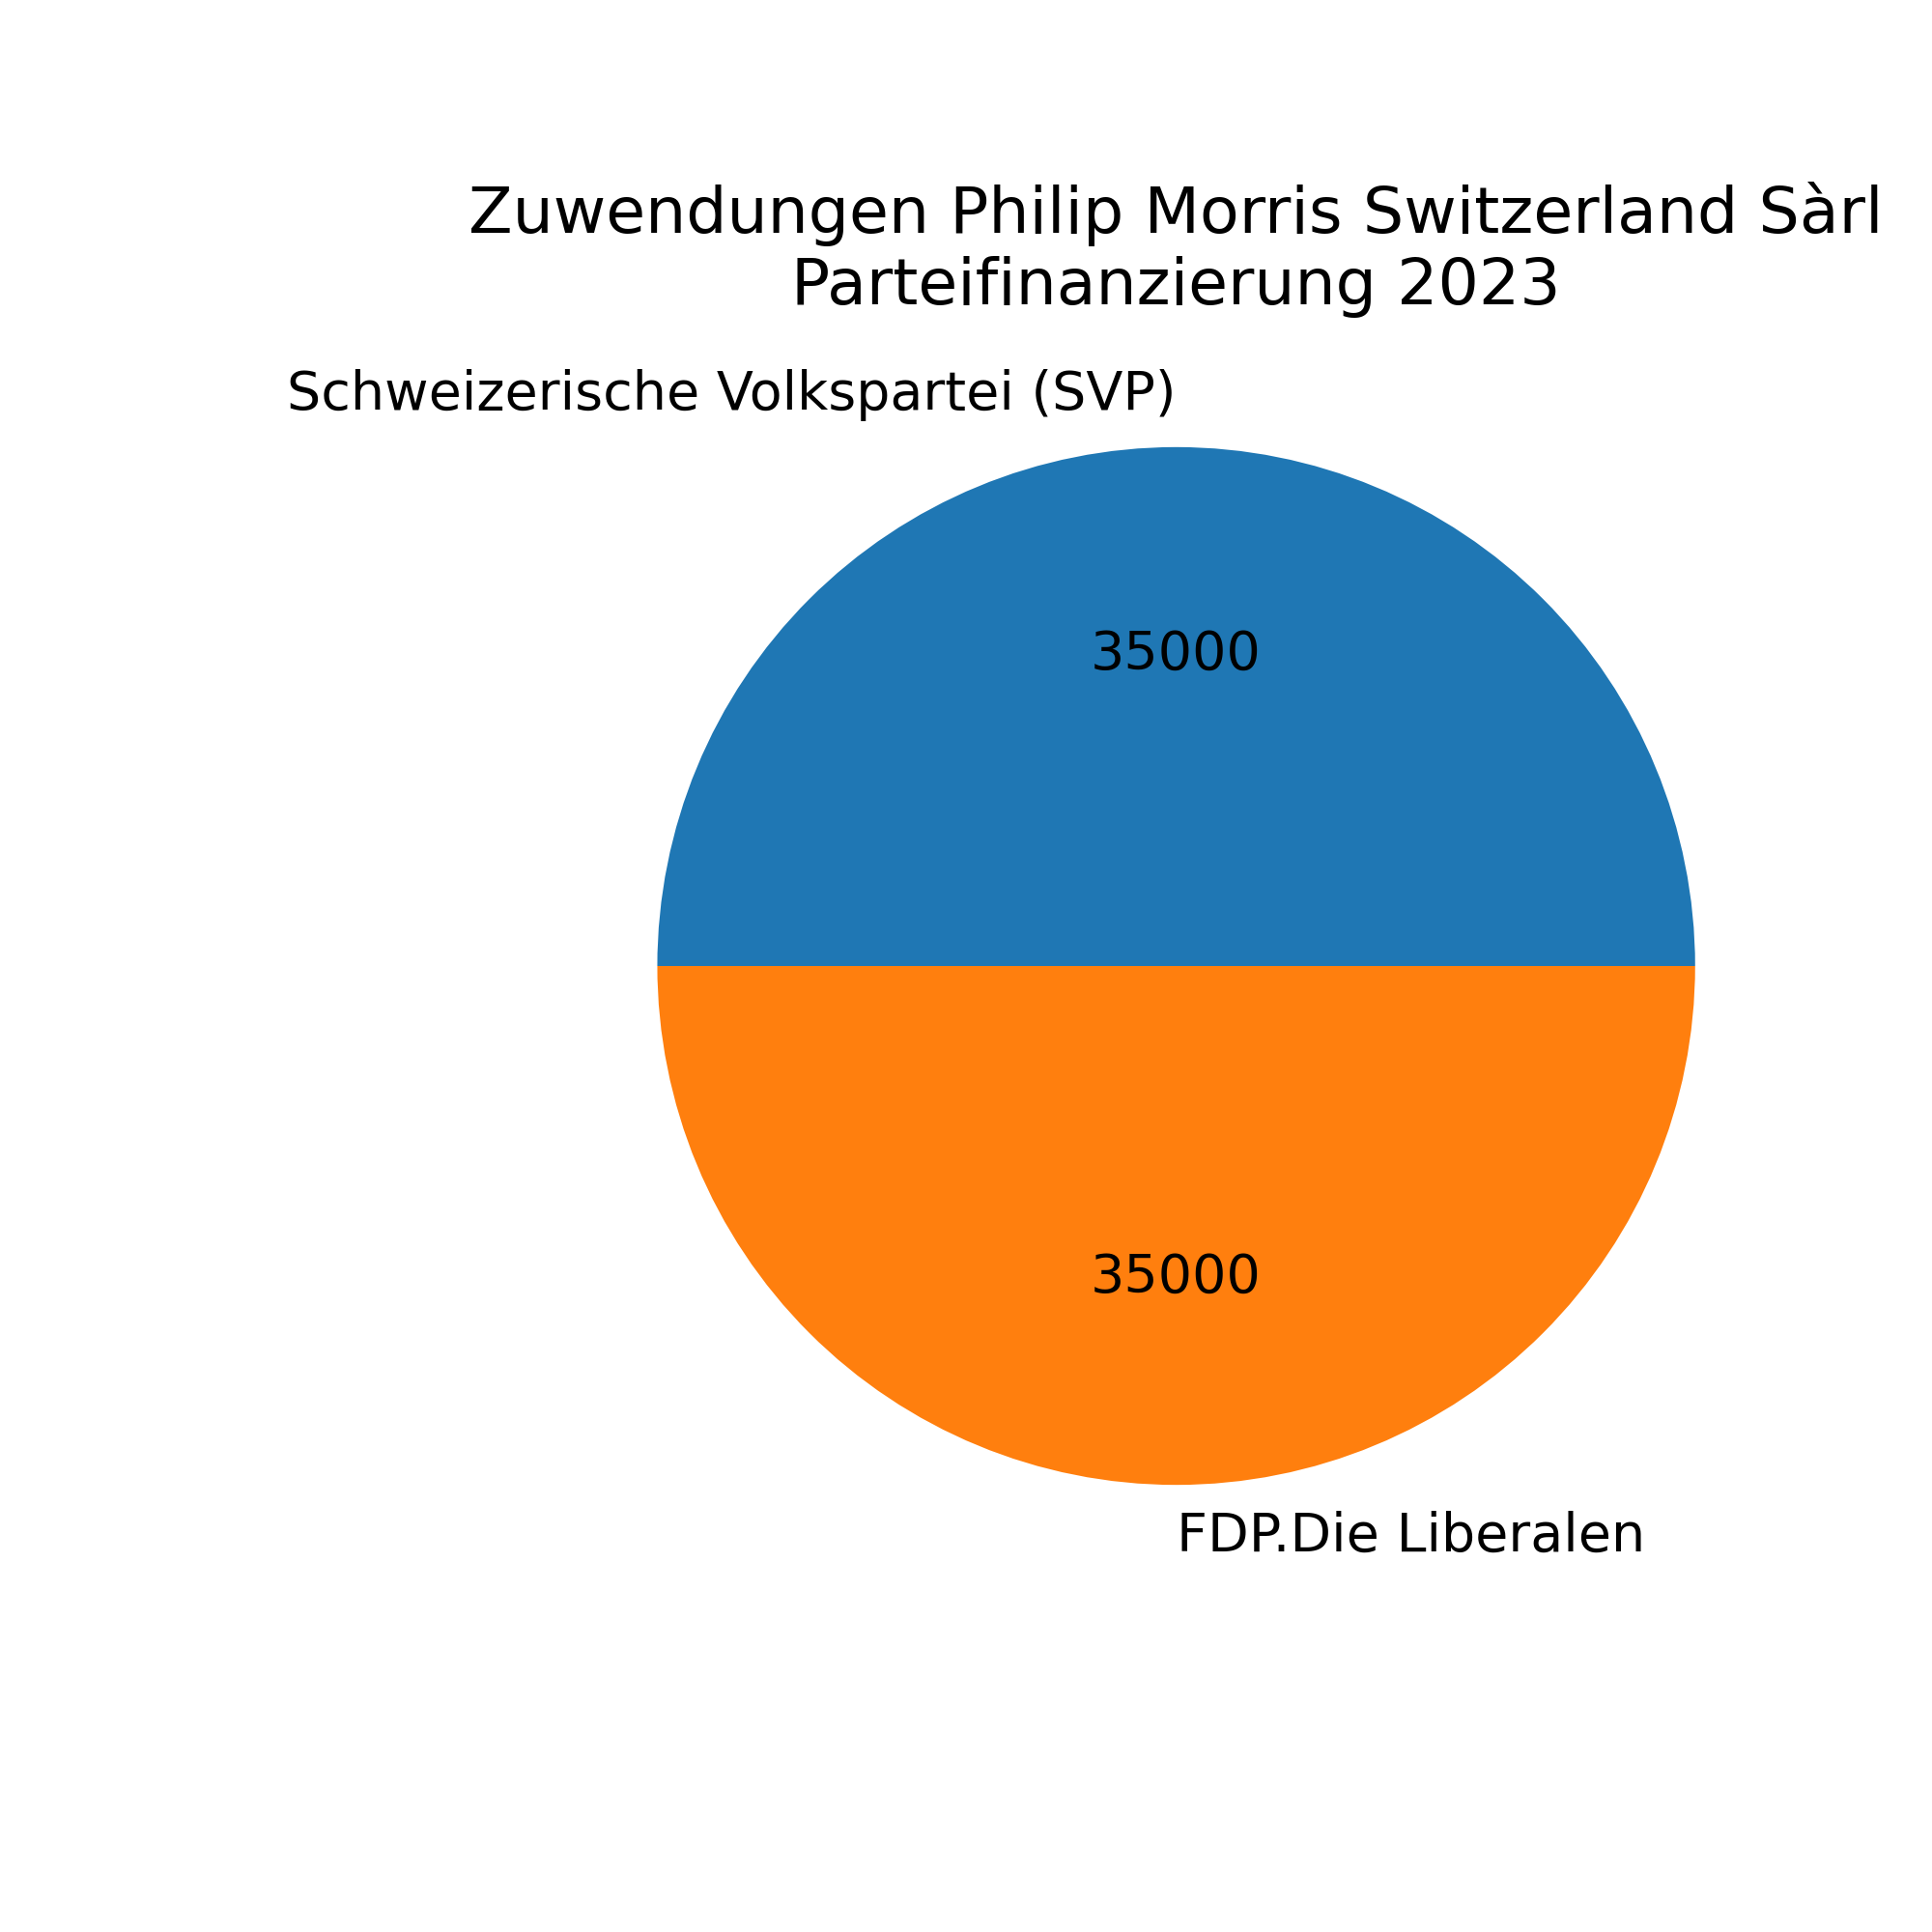 Zuwendungen Philip Morris Switzerland Sàrl
Parteifinanzierung 2023
Schweizerische Volkspartei (SVP)
35000
35000
FDP.Die Liberalen